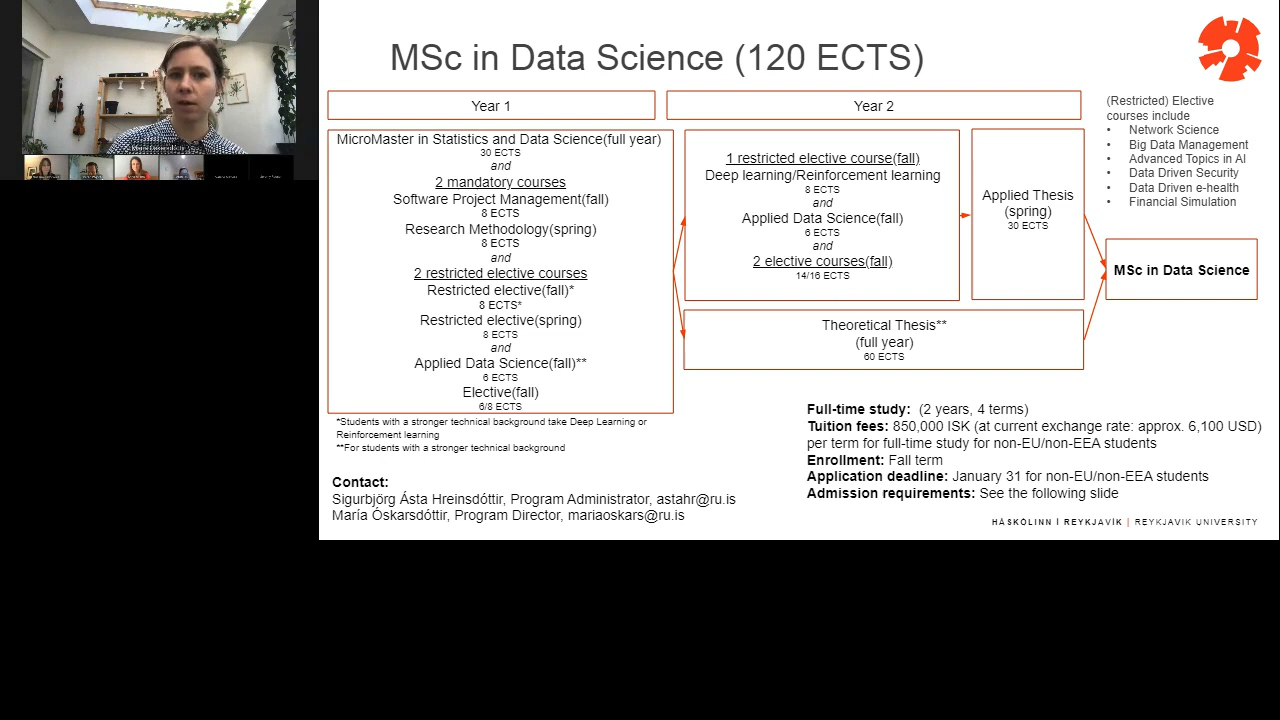 MSc in Data Science (120 ECTS)
Year 1
Year 2
MicroMaster in Statistics and Data Science(full year)
30 ECTS
and
2 mandatory courses
Software Project Management(fall)
8 ECTS
Research Methodology(spring)
8 ECTS
and
2 restricted elective courses
Restricted elective(fall)*
8 ECTS*
Restricted elective(spring)
8 ECTS
and
Applied Data Science(fall)**
6 ECTS
Elective(fall)
6/8 ECTS
*Students with a stronger technical background take Deep Learning or
Reinforcement learning
**For students with a stronger technical background
1 restricted elective course(fall)
Deep learning/Reinforcement learning
8 ECTS
and
Applied Data Science(fall)
6 ECTS
and
2 elective courses(fall)
14/16 ECTS
Applied Thesis
(spring)
30 ECTS
Theoretical Thesis**
(full year)
60 ECTS
(Restricted) Elective
courses include
• Network Science
• Big Data Management
• Advanced Topics in AI
• Data Driven Security
• Data Driven e-health
• Financial Simulation
MSc in Data Science
Full-time study: (2 years, 4 terms)
Tuition fees: 850,000 ISK (at current exchange rate: approx. 6,100 USD)
per term for full-time study for non-EU/non-EEA students
Enrollment: Fall term
Application deadline: January 31 for non-EU/non-EEA students
Admission requirements: See the following slide
Contact:
Sigurbjörg Ásta Hreinsdóttir, Program Administrator, astahr@ru.is
María Óskarsdóttir, Program Director, mariaoskars@ru.is
HÁSKÓLINN Í REYKJAVÍK | REYKJAVIK UNIVERSITY